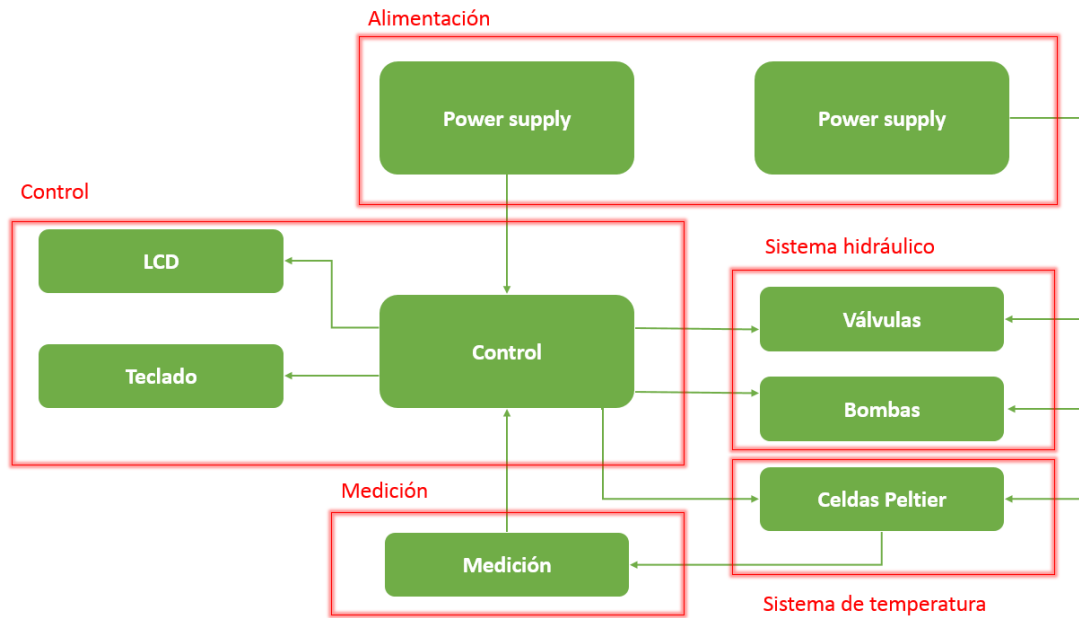 Alimentación
Power supply
Power supply
Control
LCD
Sistema hidráulico
Válvulas
Control
Teclado
Bombas
Medición
Celdas Peltier
Medición
Sistema de temperatura